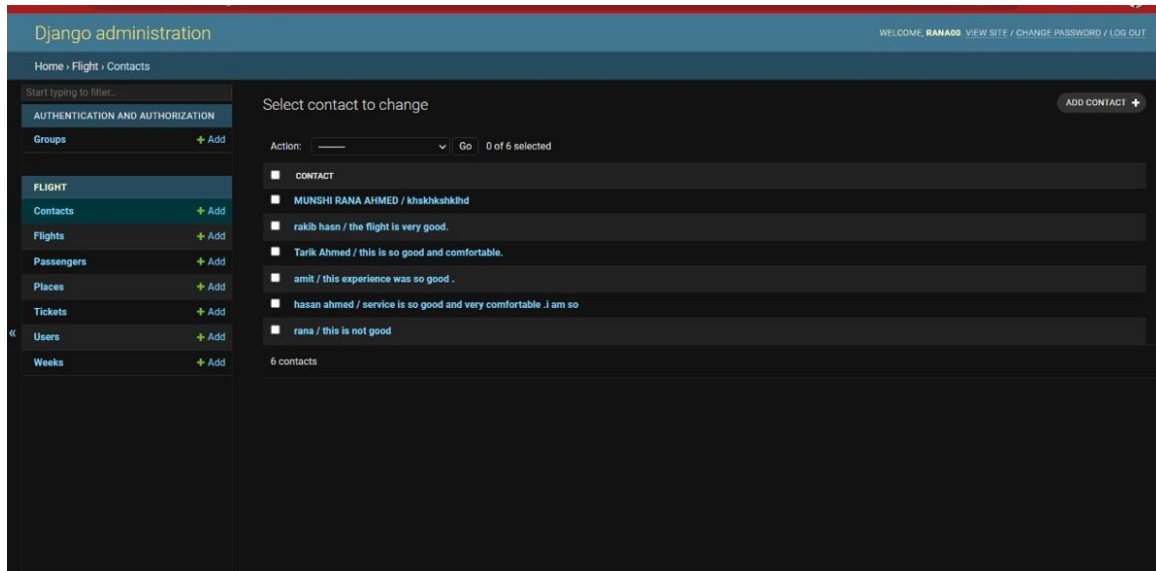 Django administration
WELCOME, RANA00. VIEW SITE / CHANGE PASSWORD / LOG OUT
Home › Flight › Contacts
Start typing to filter...
AUTHENTICATION AND AUTHORIZATION
Groups + Add
FLIGHT
Contacts + Add
Flights + Add
Passengers + Add
Places + Add
Tickets + Add
Users + Add
Weeks + Add
«
Select contact to change
ADD CONTACT +
Action: --------- Go 0 of 6 selected
CONTACT
MUNSHI RANA AHMED / khskhkshklhd
rakib hasn / the flight is very good.
Tarik Ahmed / this is so good and comfortable.
amit / this experience was so good .
hasan ahmed / service is so good and very comfortable .i am so
rana / this is not good
6 contacts